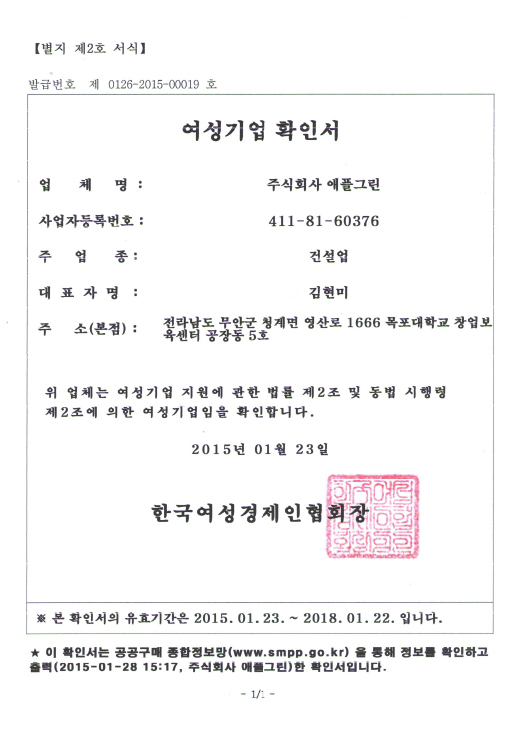 【별지 제2호 서식】
발급번호 제 0126-2015-00019 호
여성기업 확인서
업 체 명 : 주식회사 애플그린
사업자등록번호 : 411-81-60376
주 업 종 : 건설업
대 표 자 명 : 김현미
주 소(본점) : 전라남도 무안군 청계면 영산로 1666 목포대학교 창업보
육센터 공장동 5호
위 업체는 여성기업 지원에 관한 법률 제2조 및 동법 시행령
제2조에 의한 여성기업임을 확인합니다.
2015년 01월 23일
한국여성경제인협회장
※ 본 확인서의 유효기간은 2015.01.23. ~ 2018.01.22. 입니다.
★ 이 확인서는 공공구매 종합정보망(www.smpp.go.kr) 을 통해 정보를 확인하고
출력(2015-01-28 15:17, 주식회사 애플그린)한 확인서입니다.
- 1/1 -